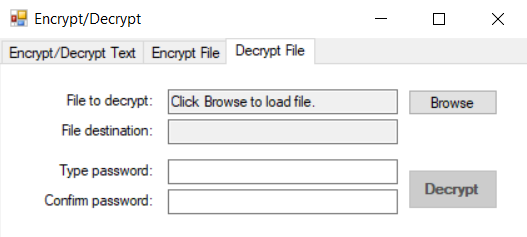 Encrypt/Decrypt
Encrypt/Decrypt Text Encrypt File Decrypt File
File to decrypt: Click Browse to load file. Browse
File destination:
Type password:
Decrypt
Confirm password: